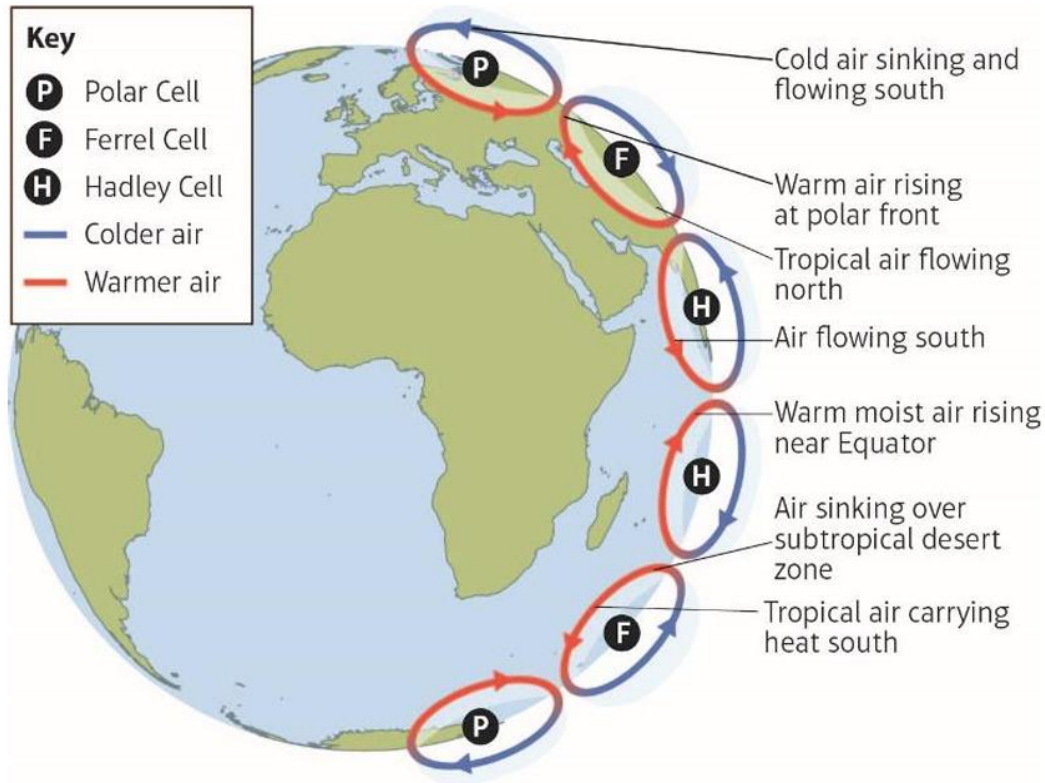 Key
P Polar Cell
F Ferrel Cell
H Hadley Cell
Colder air
Warmer air
P
Cold air sinking and
flowing south
F
Warm air rising
at polar front
Tropical air flowing
north
H
Air flowing south
Warm moist air rising
near Equator
H
Air sinking over
subtropical desert
zone
Tropical air carrying
heat south
F
P